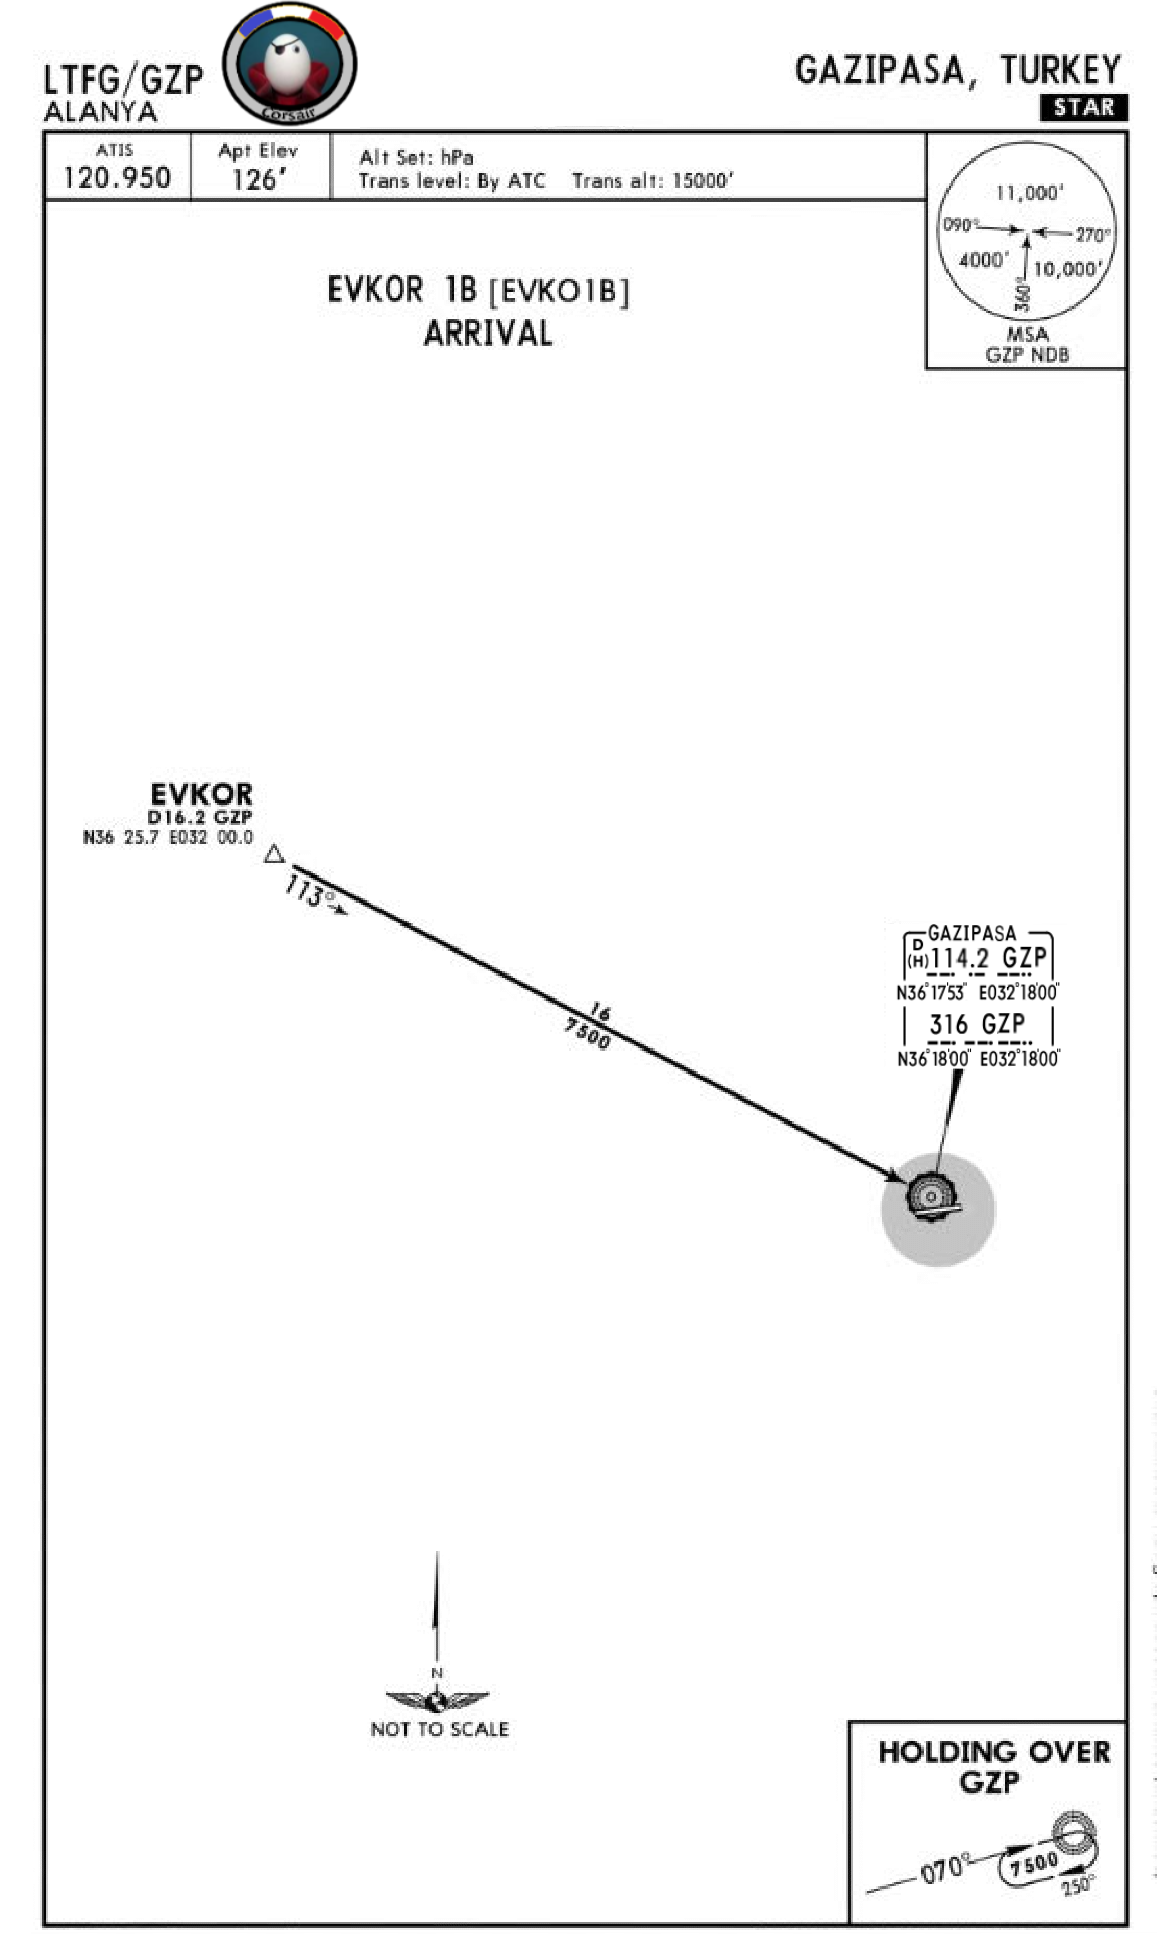 LTFG/GZP
ALANYA
Corsair
GAZIPASA, TURKEY
STAR
ATIS
120.950
Apt Elev
126'
Alt Set: hPa
Trans level: By ATC Trans alt: 15000'
11,000'
090°
270°
4000'
10,000'
360°
MSA
GZP NDB
EVKOR 1B [EVKO1B]
ARRIVAL
EVKOR
D16.2 GZP
N36 25.7 E032 00.0
113°
16
7500
GAZIPASA
D
(H) 114.2 GZP
N36°17'53" E032°18'00"
316 GZP
N36°18'00" E032°18'00"
N
NOT TO SCALE
HOLDING OVER
GZP
070°
7500
250°